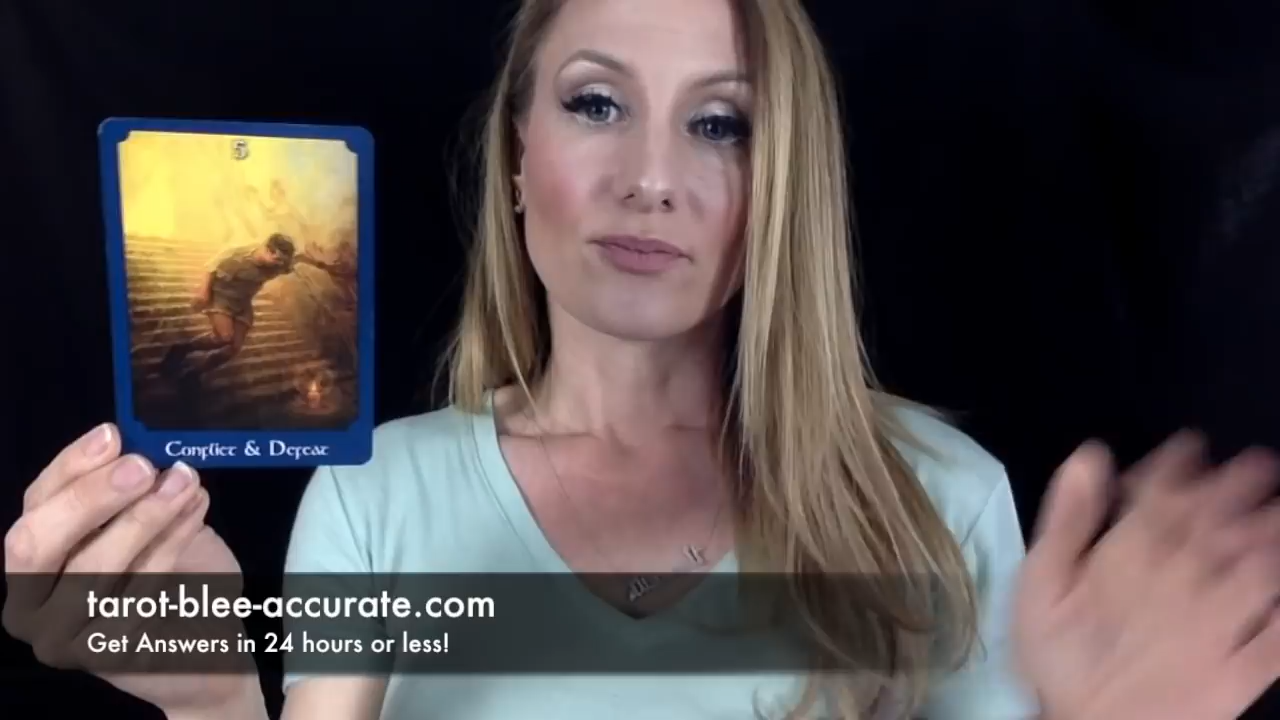 5
Conflict & Defeat
tarot-blee-accurate.com
Get Answers in 24 hours or less!